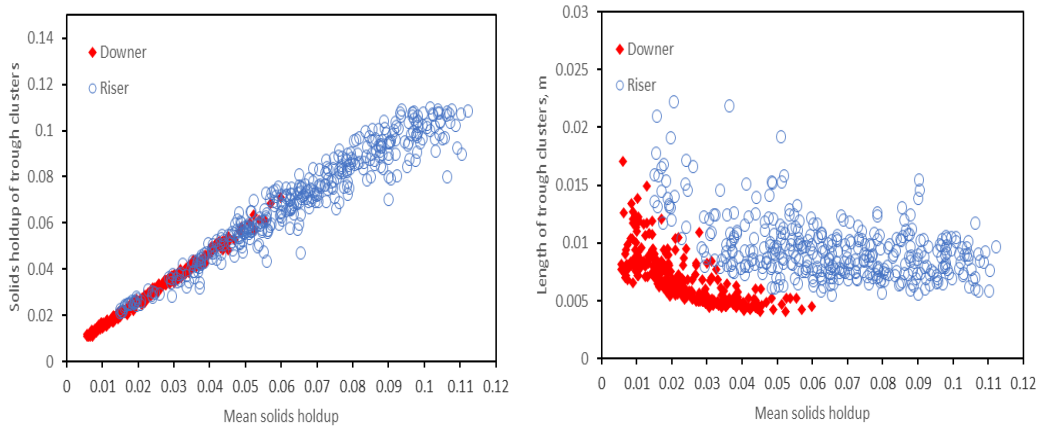 Solids holdup of trough clusters
0.14
0.12
0.1
0.08
0.06
0.04
0.02
0
Downer
Riser
0 0.01 0.02 0.03 0.04 0.05 0.06 0.07 0.08 0.09 0.1 0.11 0.12
Mean solids holdup
Length of trough clusters, m
0.03
0.025
0.02
0.015
0.01
0.005
0
Downer
Riser
0 0.01 0.02 0.03 0.04 0.05 0.06 0.07 0.08 0.09 0.1 0.11 0.12
Mean solids holdup